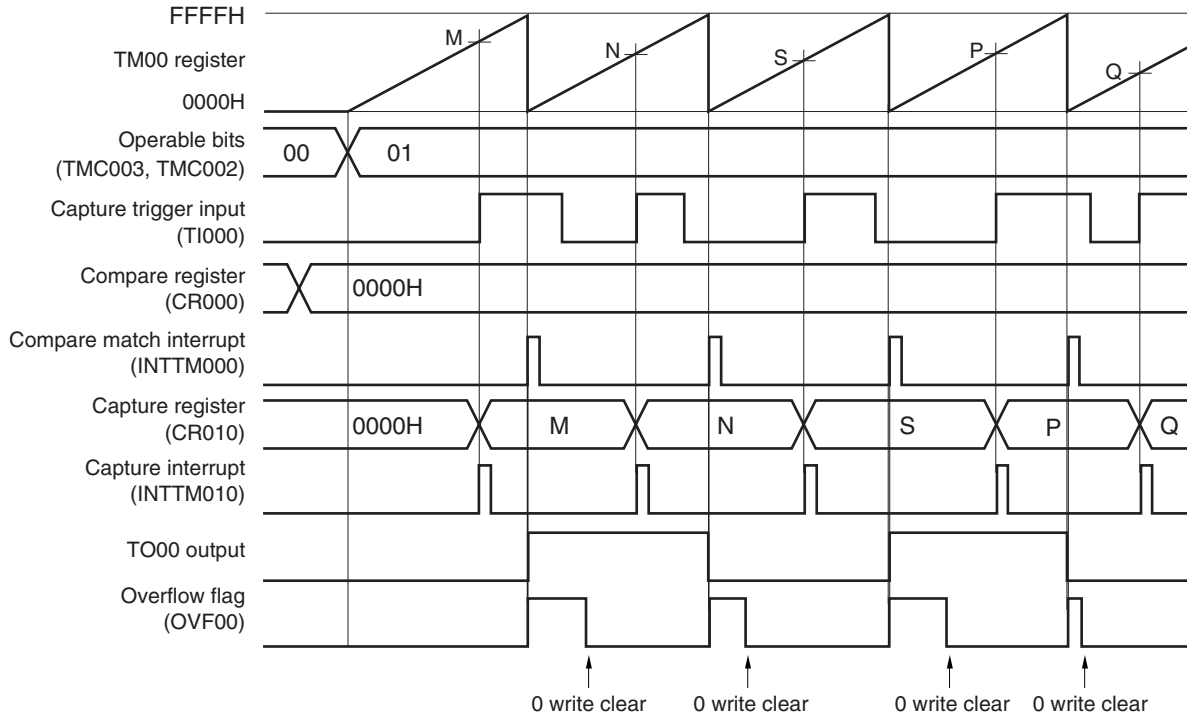 FFFFH
M
N
S
P
Q
TM00 register
0000H
Operable bits
(TMC003, TMC002)
00
01
Capture trigger input
(TI000)
Compare register
(CR000)
0000H
Compare match interrupt
(INTTM000)
Capture register
(CR010)
0000H
M
N
S
P
Q
Capture interrupt
(INTTM010)
TO00 output
Overflow flag
(OVF00)
0 write clear
0 write clear
0 write clear
0 write clear